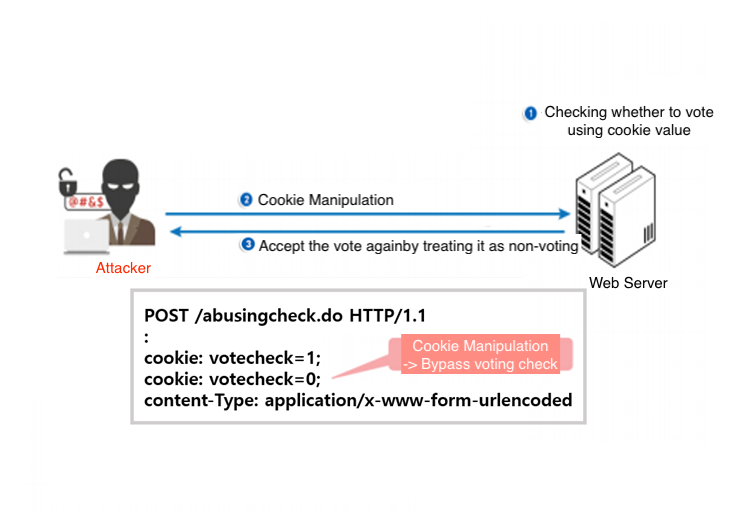 1 Checking whether to vote
using cookie value
@#&$
2 Cookie Manipulation
3 Accept the vote againby treating it as non-voting
Attacker
Web Server
POST /abusingcheck.do HTTP/1.1
:
cookie: votecheck=1;
cookie: votecheck=0;
content-Type: application/x-www-form-urlencoded
Cookie Manipulation
-> Bypass voting check